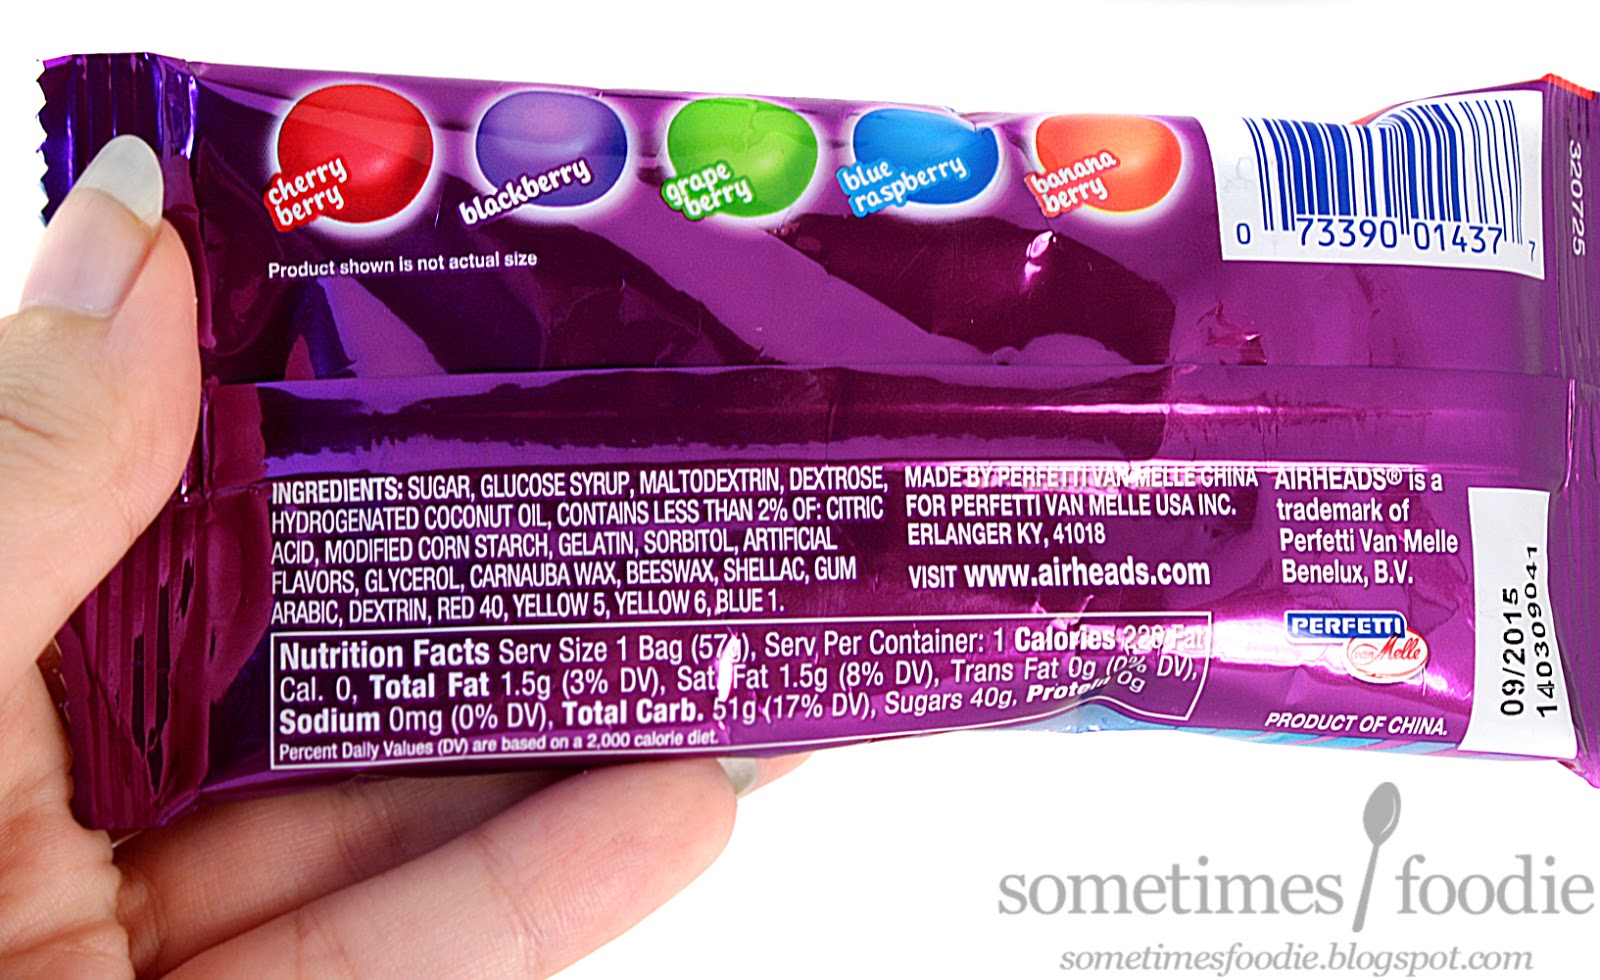 cherry
berry
blackberry
grape
berry
blue
raspberry
banana
berry
Product shown is not actual size
0 73390 01437 7
320725
INGREDIENTS: SUGAR, GLUCOSE SYRUP, MALTODEXTRIN, DEXTROSE,
HYDROGENATED COCONUT OIL, CONTAINS LESS THAN 2% OF: CITRIC
ACID, MODIFIED CORN STARCH, GELATIN, SORBITOL, ARTIFICIAL
FLAVORS, GLYCEROL, CARNAUBA WAX, BEESWAX, SHELLAC, GUM
ARABIC, DEXTRIN, RED 40, YELLOW 5, YELLOW 6, BLUE 1.
MADE BY PERFETTI VAN MELLE CHINA
FOR PERFETTI VAN MELLE USA INC.
ERLANGER KY, 41018
VISIT www.airheads.com
AIRHEADS® is a
trademark of
Perfetti Van Melle
Benelux, B.V.
PERFETTI
van Melle
PRODUCT OF CHINA.
09/2015
140309041
Nutrition Facts Serv Size 1 Bag (57g), Serv Per Container: 1 Calories Fat
Cal. 0, Total Fat 1.5g (3% DV), Sat. Fat 1.5g (8% DV), Trans Fat 0g (0% DV),
Sodium 0mg (0% DV), Total Carb. 51g (17% DV), Sugars 40g, Protein 0g
Percent Daily Values (DV) are based on a 2,000 calorie diet.
sometimes foodie
sometimesfoodie.blogspot.com